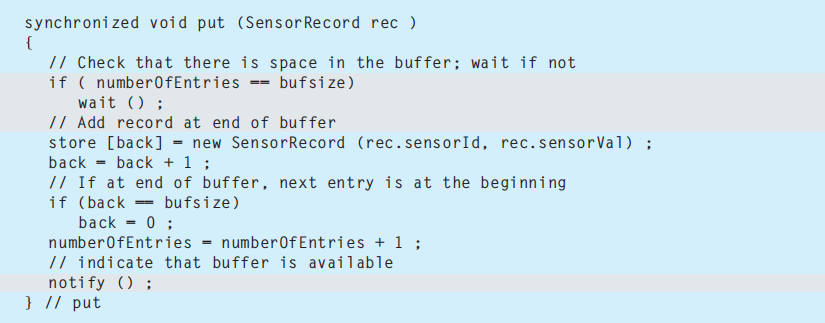 synchronized void put (SensorRecord rec )
{
// Check that there is space in the buffer; wait if not
if ( numberOfEntries == bufsize)
wait () ;
// Add record at end of buffer
store [back] = new SensorRecord (rec.sensorId, rec.sensorVal) ;
back = back + 1 ;
// If at end of buffer, next entry is at the beginning
if (back == bufsize)
back = 0 ;
numberOfEntries = numberOfEntries + 1 ;
// indicate that buffer is available
notify () ;
} // put